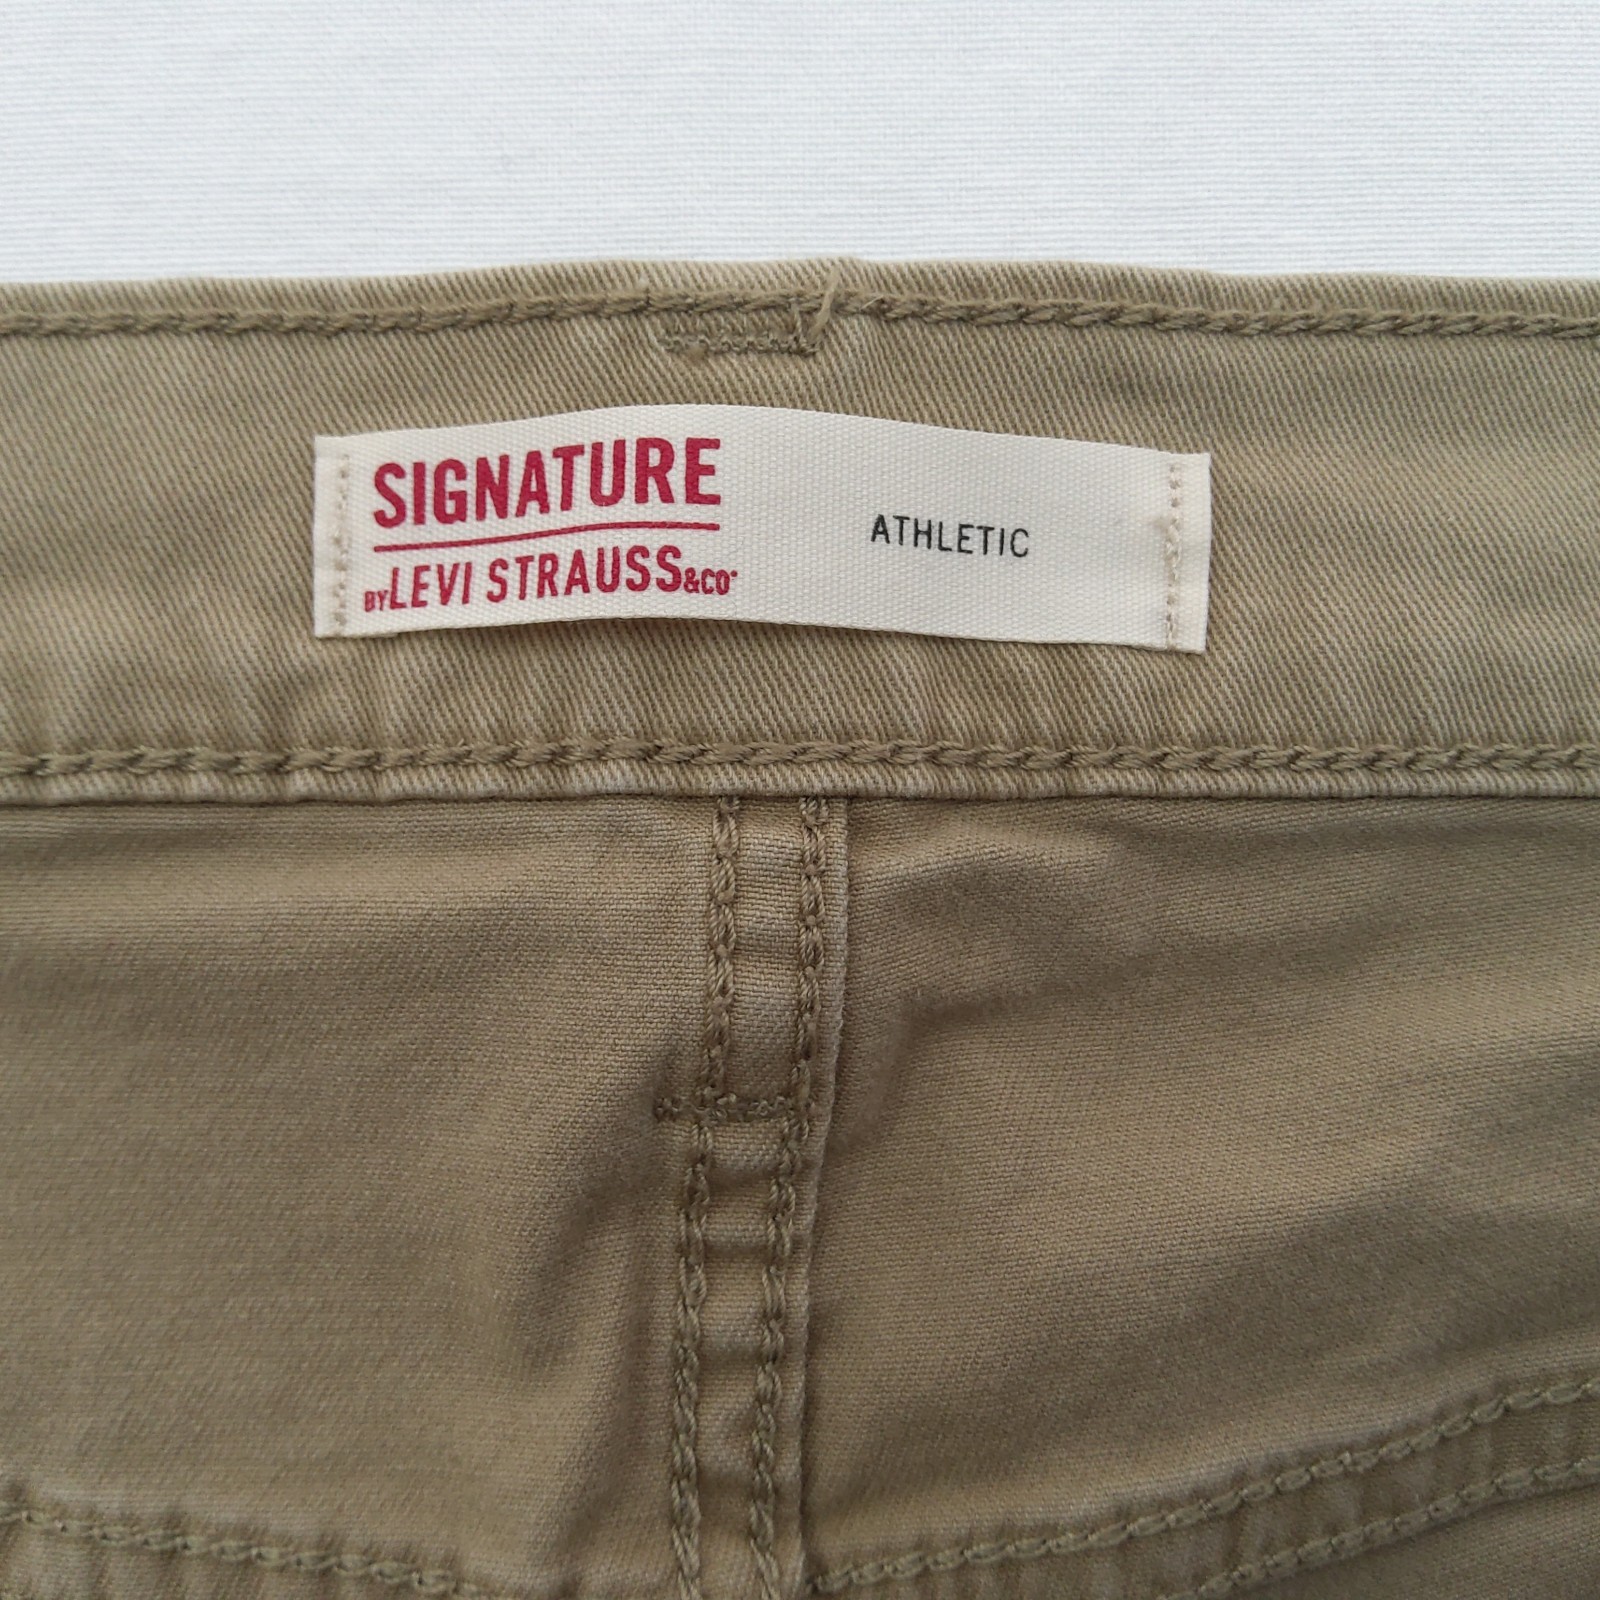 SIGNATURE
BY LEVI STRAUSS &CO
ATHLETIC